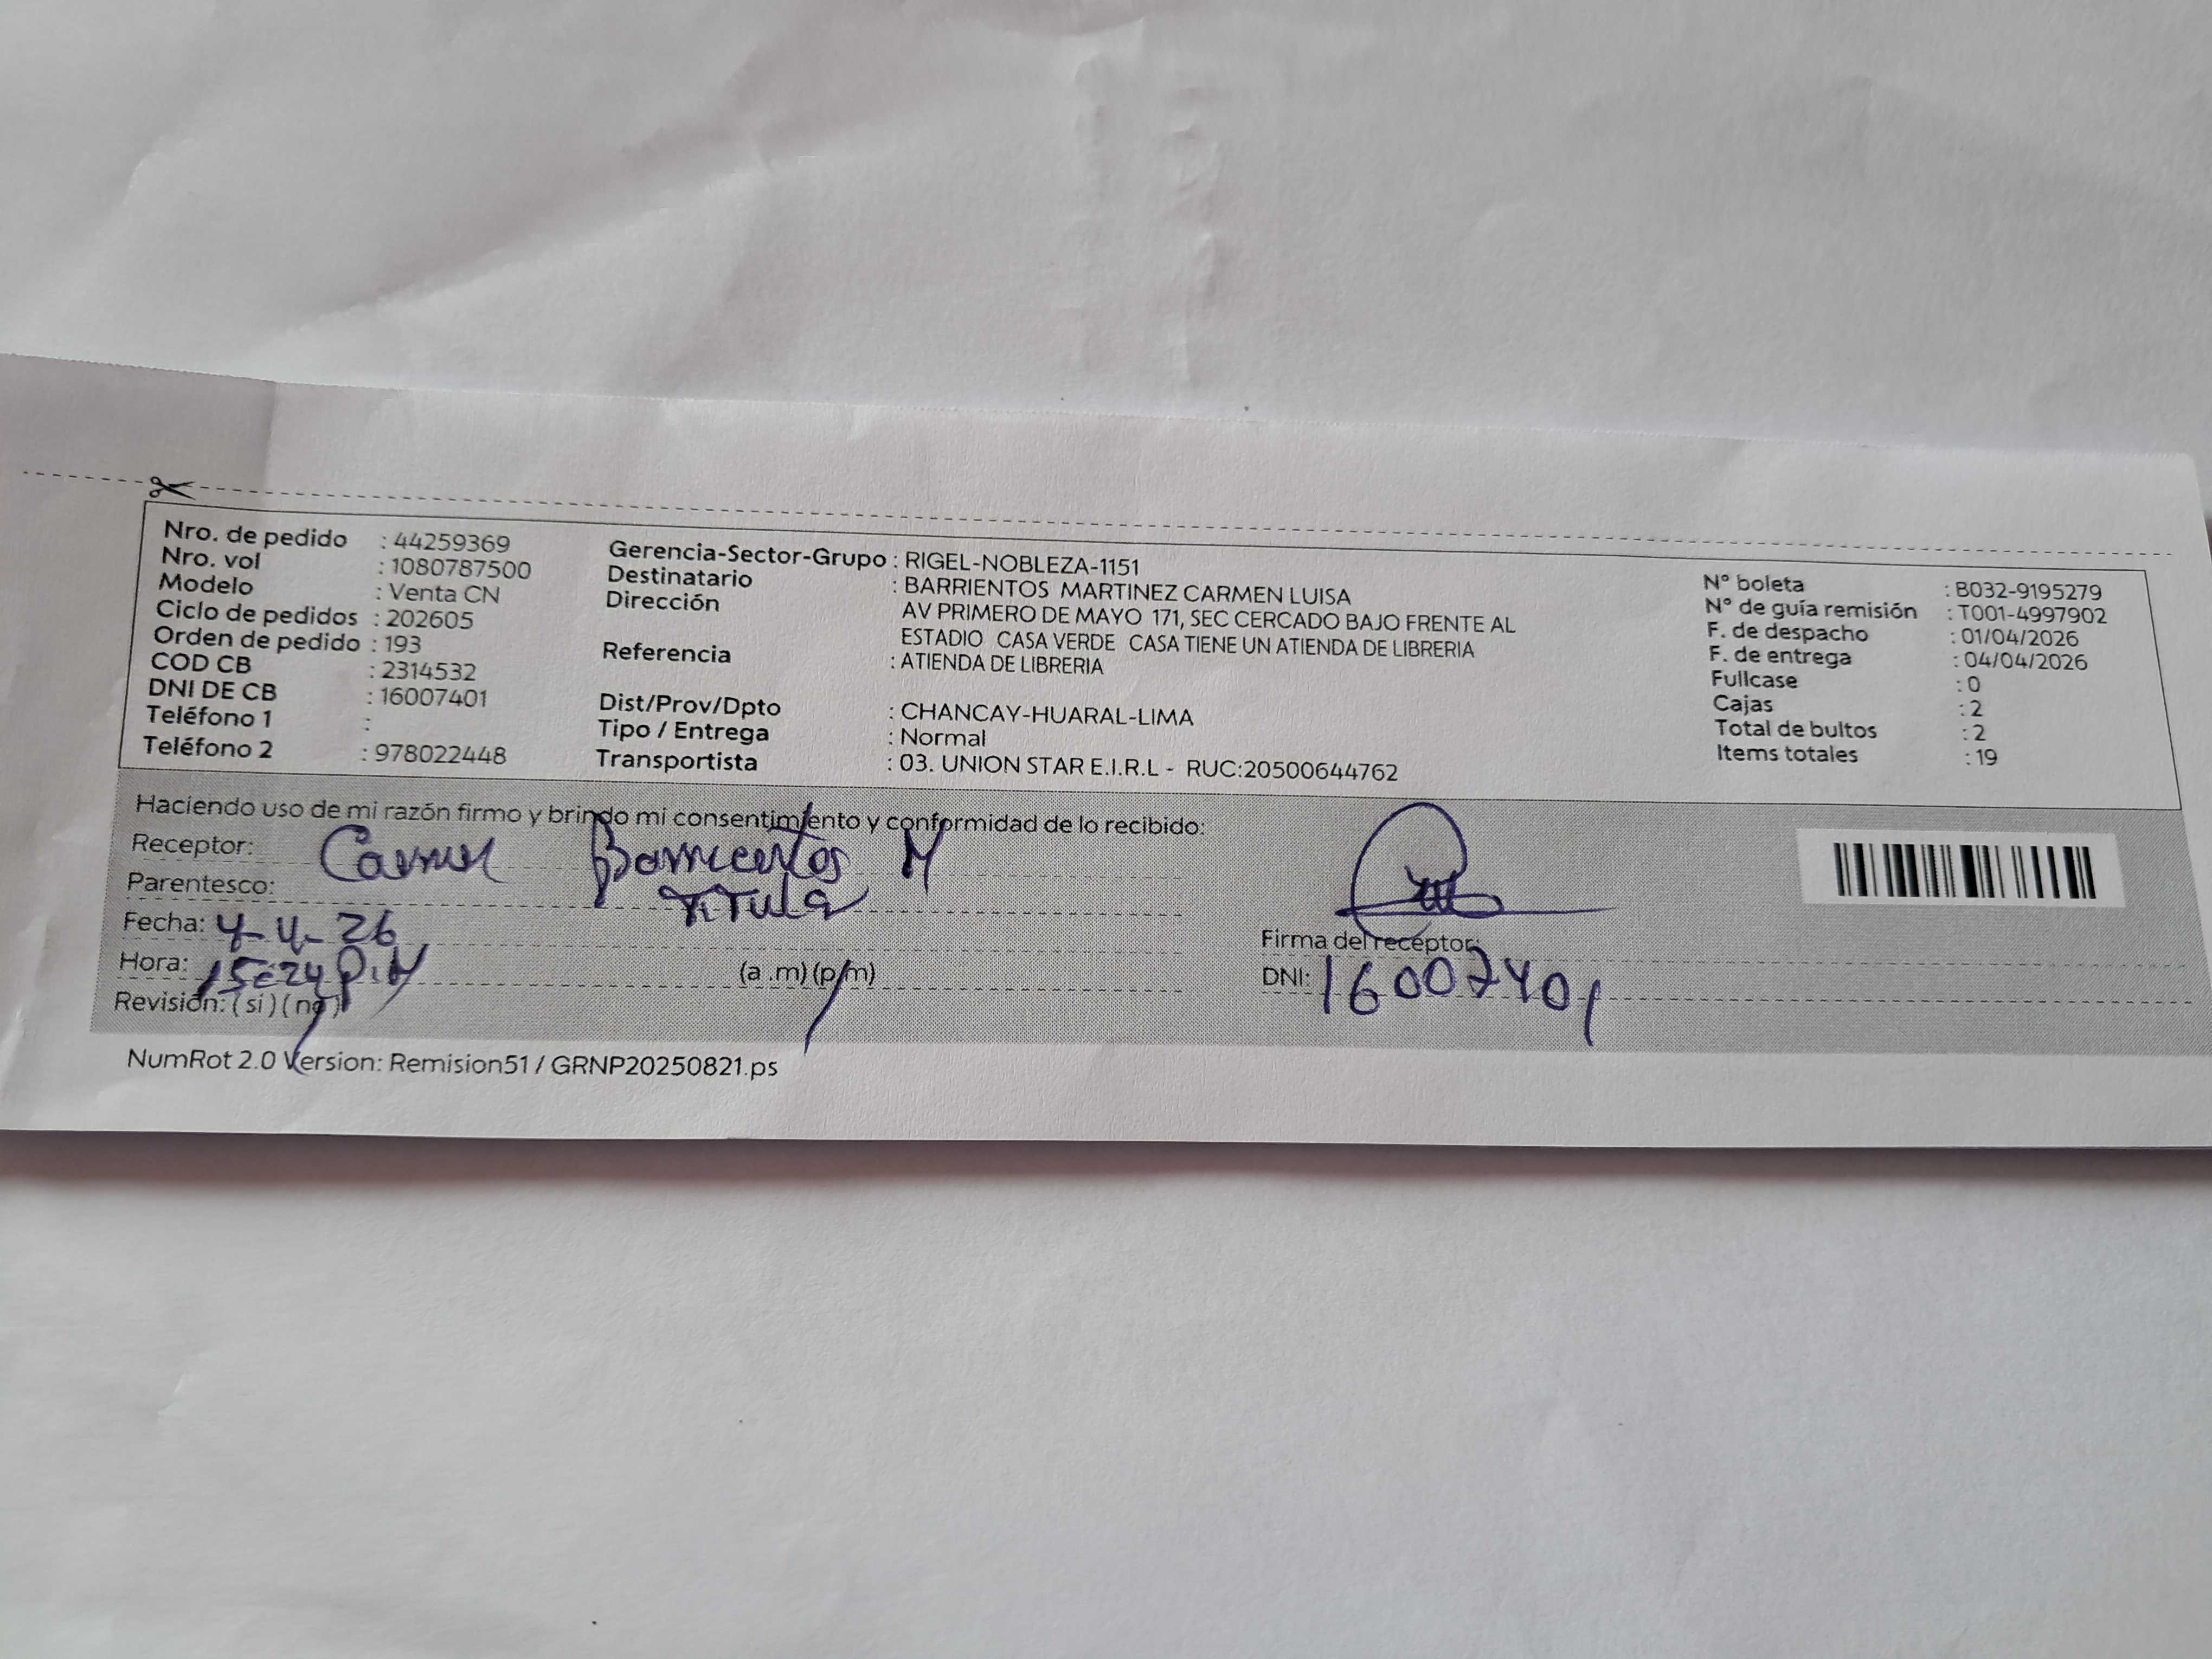 Nro. de pedido : 44259369
Nro. vol : 1080787500
Modelo : Venta CN
Ciclo de pedidos : 202605
Orden de pedido : 193
COD CB : 2314532
DNI DE CB : 16007401
Teléfono 1 :
Teléfono 2 : 978022448
Gerencia-Sector-Grupo : RIGEL-NOBLEZA-1151
Destinatario : BARRIENTOS MARTINEZ CARMEN LUISA
Dirección AV PRIMERO DE MAYO 171, SEC CERCADO BAJO FRENTE AL
ESTADIO CASA VERDE CASA TIENE UN ATIENDA DE LIBRERIA
Referencia : ATIENDA DE LIBRERIA
Dist/Prov/Dpto : CHANCAY-HUARAL-LIMA
Tipo / Entrega : Normal
Transportista : 03. UNION STAR E.I.R.L - RUC:20500644762
N° boleta : B032-9195279
N° de guía remisión : T001-4997902
F. de despacho : 01/04/2026
F. de entrega : 04/04/2026
Fullcase : 0
Cajas : 2
Total de bultos : 2
Items totales : 19
Haciendo uso de mi razón firmo y brindo mi consentimiento y conformidad de lo recibido:
Receptor: Carmen Barrientos M
Parentesco: Titular
Fecha: 4-4-26
Hora: P.M (a .m) (p.m)
Revisión: ( si ) ( no )
Firma del receptor:
DNI: 16007401
NumRot 2.0 Version: Remision51 / GRNP20250821.ps